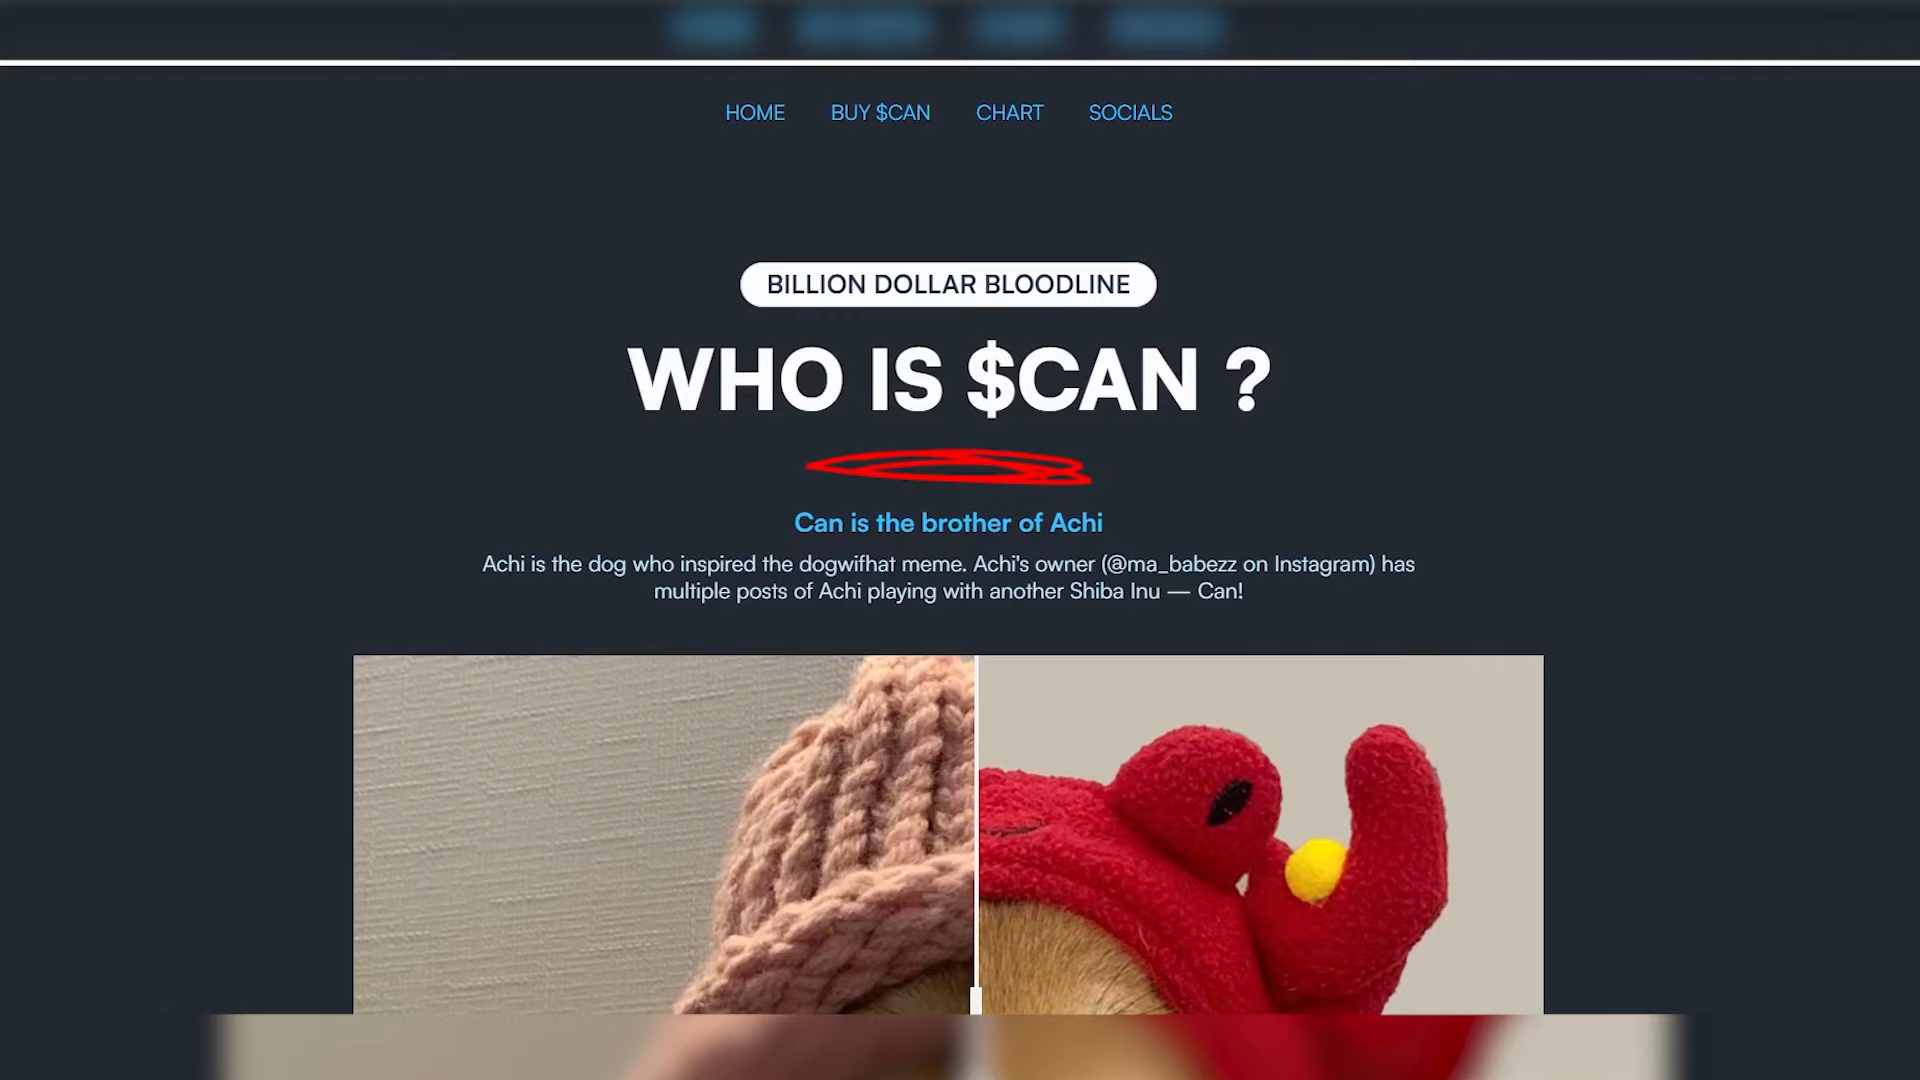 HOME BUY $CAN CHART SOCIALS
BILLION DOLLAR BLOODLINE
WHO IS $CAN ?
Can is the brother of Achi
Achi is the dog who inspired the dogwifhat meme. Achi's owner (@ma_babezz on Instagram) has
multiple posts of Achi playing with another Shiba Inu — Can!